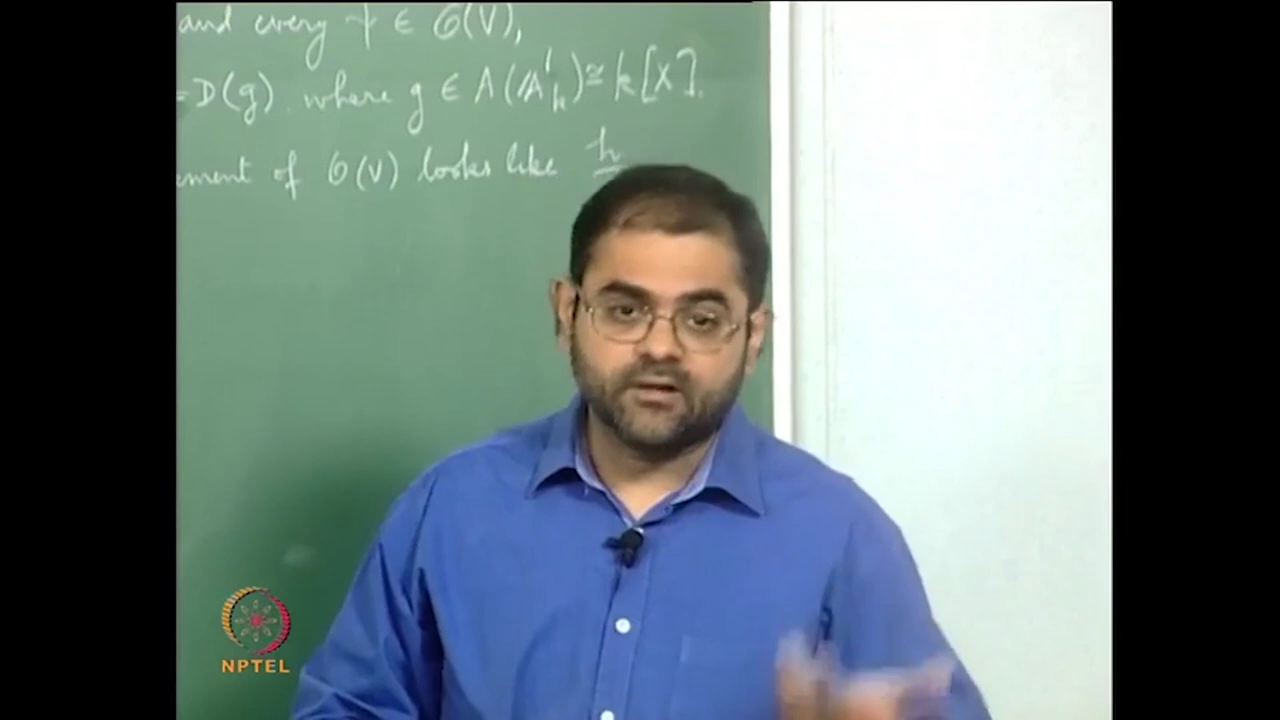 and every f ∈ O(V),
=D(g) where g ∈ A(𝔸¹ₖ) ≅ k[X].
ement of O(V) looks like h
NPTEL